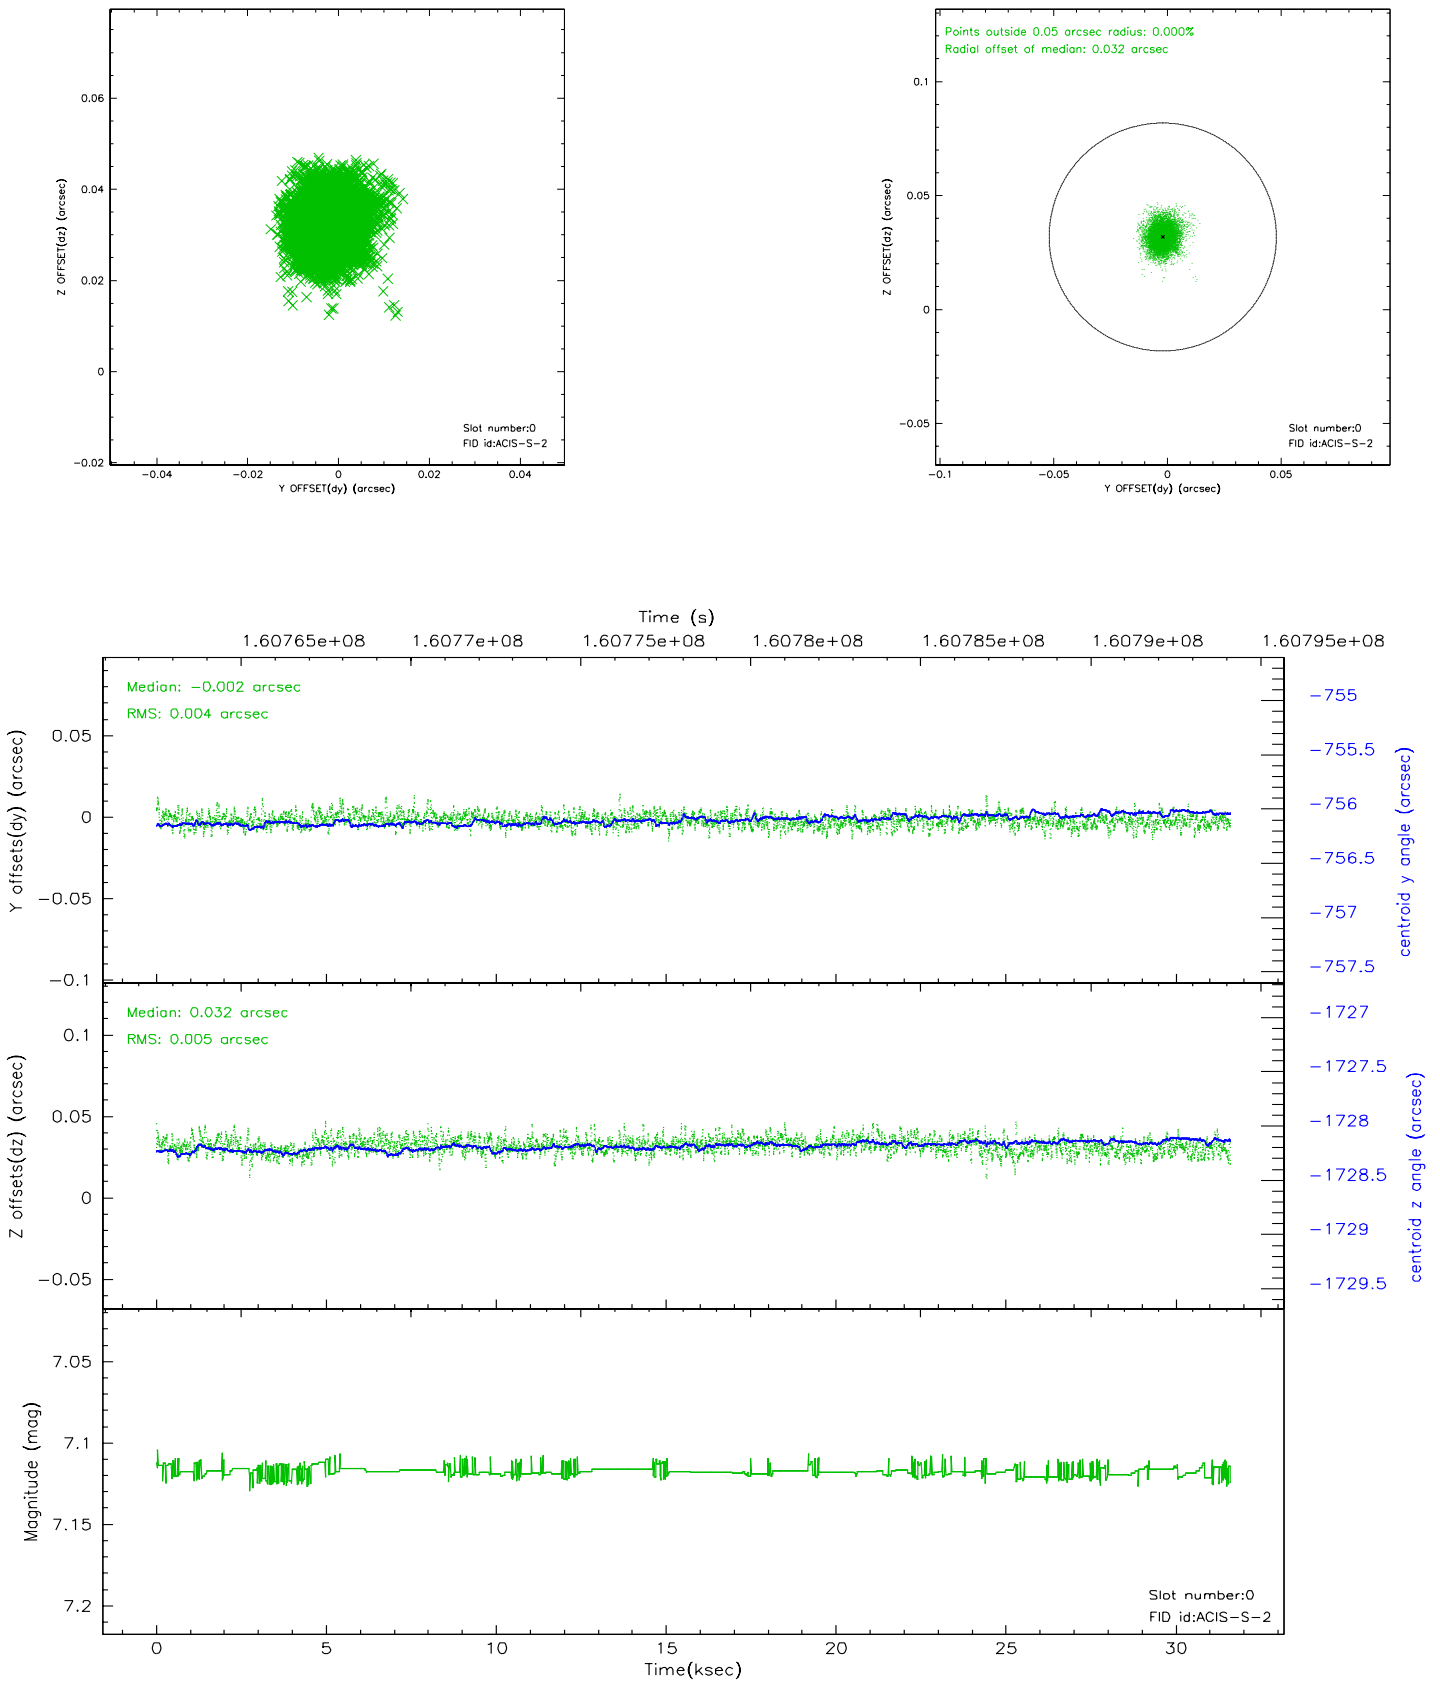 0.06
0.04
0.02
0
-0.02
Z OFFSET(dz) (arcsec)
Slot number:0
FID id:ACIS-S-2
-0.04 -0.02 0 0.02 0.04
Y OFFSET(dy) (arcsec)
Points outside 0.05 arcsec radius: 0.000%
Radial offset of median: 0.032 arcsec
0.1
0.05
0
-0.05
Z OFFSET(dz) (arcsec)
Slot number:0
FID id:ACIS-S-2
-0.1 -0.05 0 0.05
Y OFFSET(dy) (arcsec)
Time (s)
1.60765e+08 1.6077e+08 1.60775e+08 1.6078e+08 1.60785e+08 1.6079e+08 1.60795e+08
Median: -0.002 arcsec
RMS: 0.004 arcsec
0.05
0
-0.05
-0.1
Y offsets(dy) (arcsec)
-755
-755.5
-756
-756.5
-757
-757.5
centroid y angle (arcsec)
Median: 0.032 arcsec
RMS: 0.005 arcsec
0.1
0.05
0
-0.05
Z offsets(dz) (arcsec)
-1727
-1727.5
-1728
-1728.5
-1729
-1729.5
centroid z angle (arcsec)
7.05
7.1
7.15
7.2
Magnitude (mag)
Slot number:0
FID id:ACIS-S-2
0 5 10 15 20 25 30
Time(ksec)